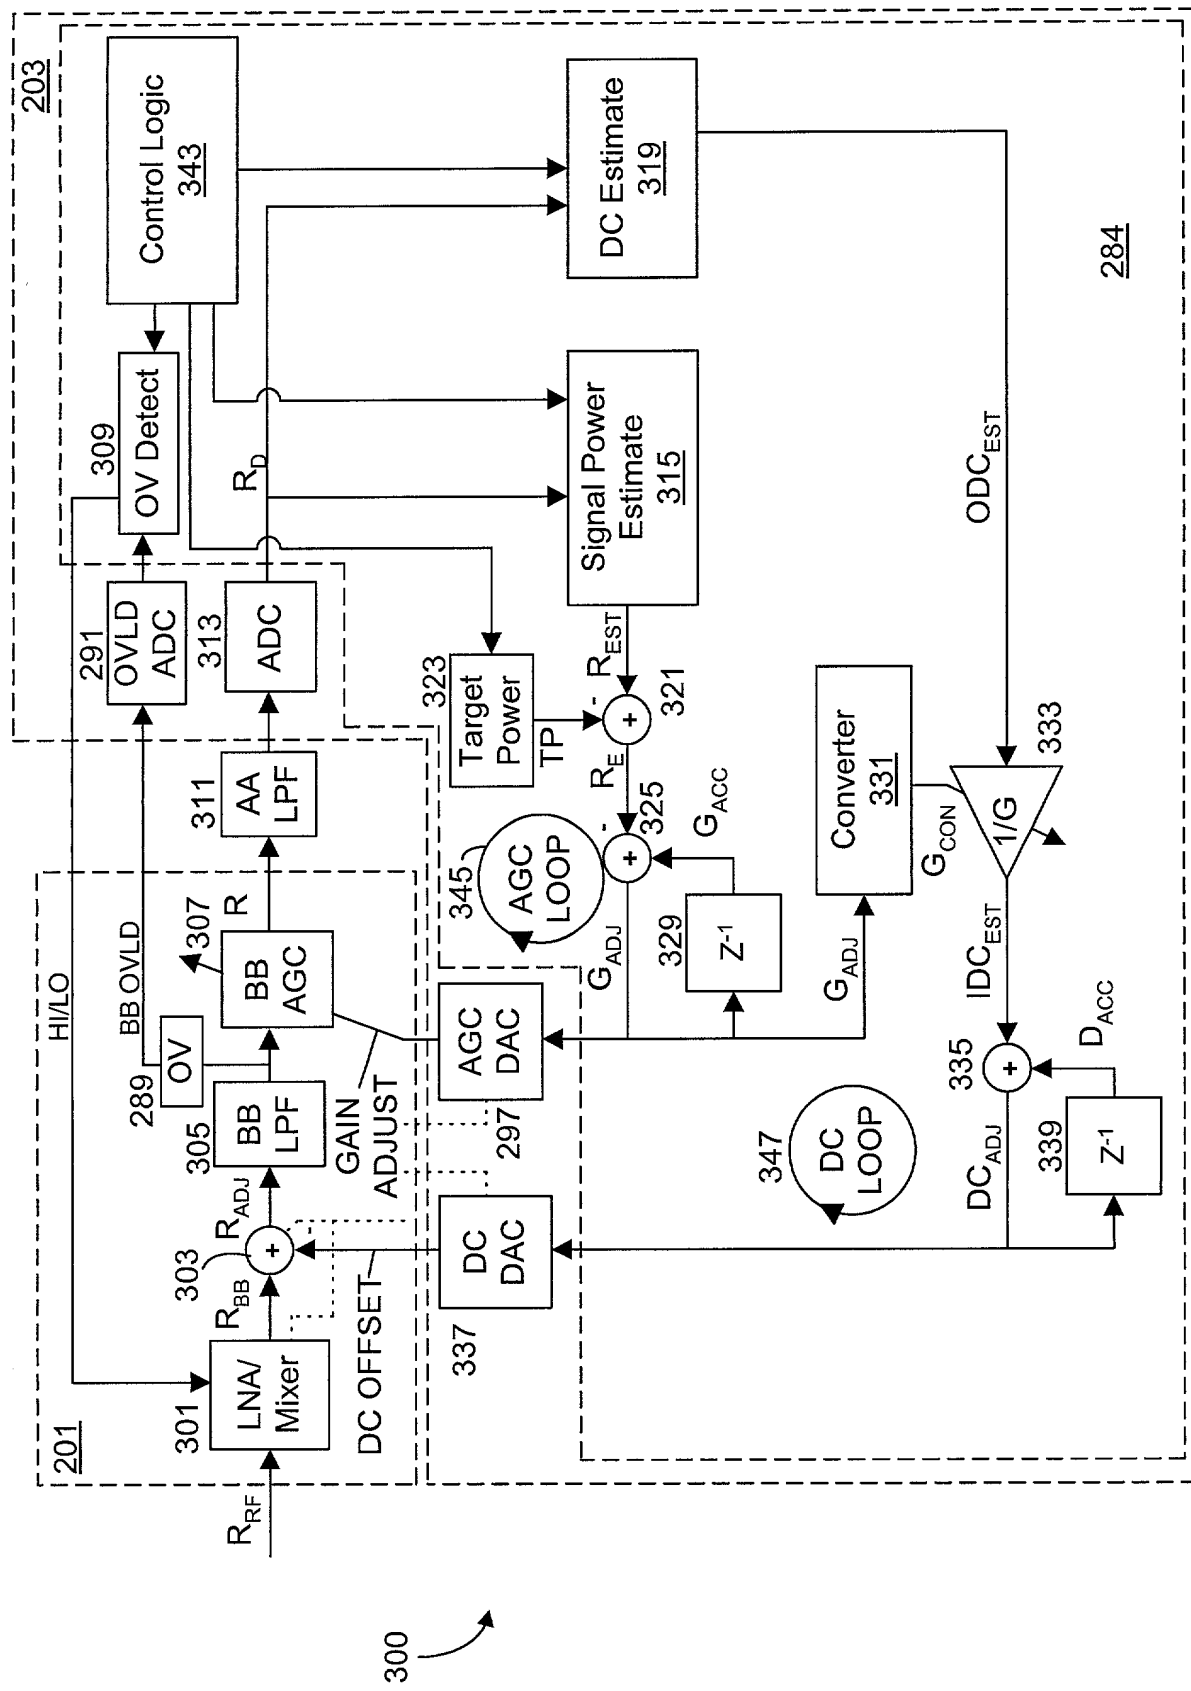 203
Control Logic
343
309
OV Detect
291
OVLD
ADC
313
ADC
R_D
311
AA
LPF
DC Estimate
319
Signal Power
Estimate
315
284
201
HI/LO
BB OVLD
289
OV
307
R
BB
AGC
305
BB
LPF
R_ADJ
303
R_BB
301
LNA/
Mixer
R_RF
GAIN
ADJUST
DC OFFSET
323
Target
Power
TP
-
R_EST
+
321
R_E
-
325
+
G_ACC
345
AGC
LOOP
G_ADJ
329
Z⁻¹
AGC
DAC
297
G_ADJ
Converter
331
G_CON
1/G
333
ODC_EST
IDC_EST
335
+
D_ACC
339
Z⁻¹
DC_ADJ
347
DC
LOOP
DC
DAC
337
-
+
300